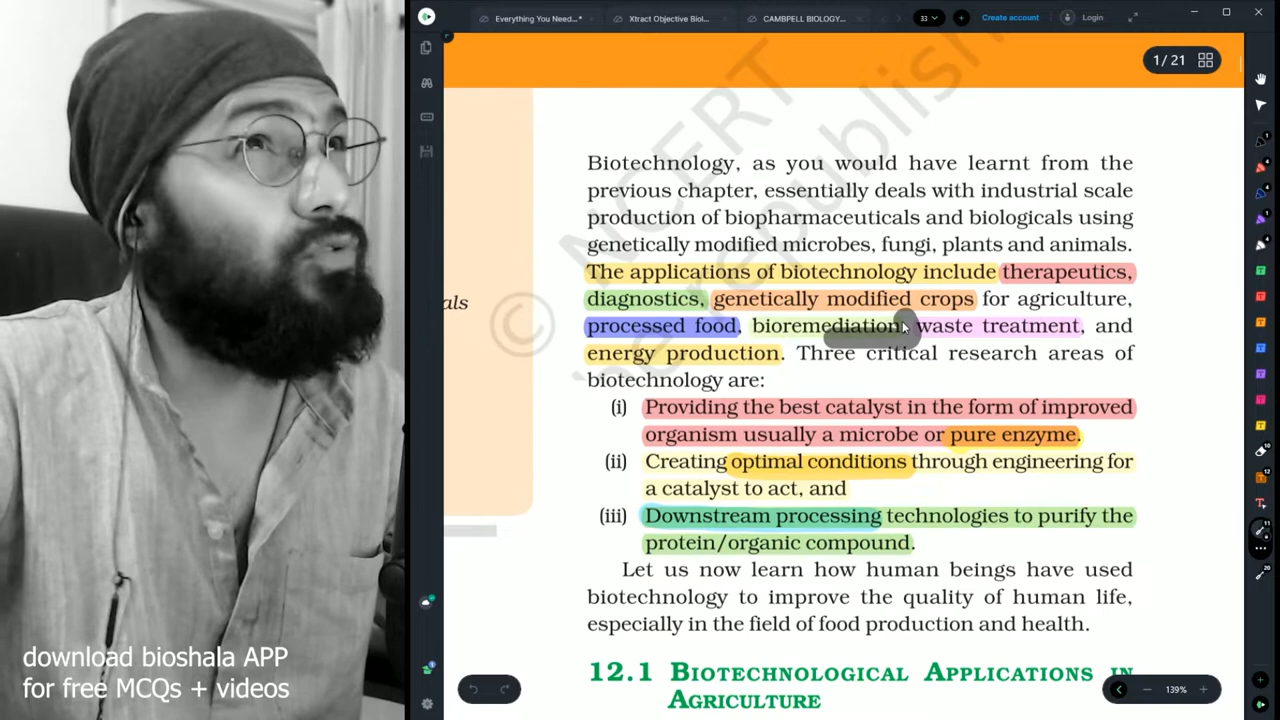 Everything You Need...*
Xtract Objective Biol...
CAMBPELL BIOLOGY...
33
Create account
Login
1 / 21
© NCERT
be republish
als
Biotechnology, as you would have learnt from the
previous chapter, essentially deals with industrial scale
production of biopharmaceuticals and biologicals using
genetically modified microbes, fungi, plants and animals.
The applications of biotechnology include therapeutics,
diagnostics, genetically modified crops for agriculture,
processed food, bioremediation, waste treatment, and
energy production. Three critical research areas of
biotechnology are:
(i) Providing the best catalyst in the form of improved
organism usually a microbe or pure enzyme.
(ii) Creating optimal conditions through engineering for
a catalyst to act, and
(iii) Downstream processing technologies to purify the
protein/organic compound.
Let us now learn how human beings have used
biotechnology to improve the quality of human life,
especially in the field of food production and health.
12.1 BIOTECHNOLOGICAL APPLICATIONS IN
AGRICULTURE
139%
download bioshala APP
for free MCQs + videos